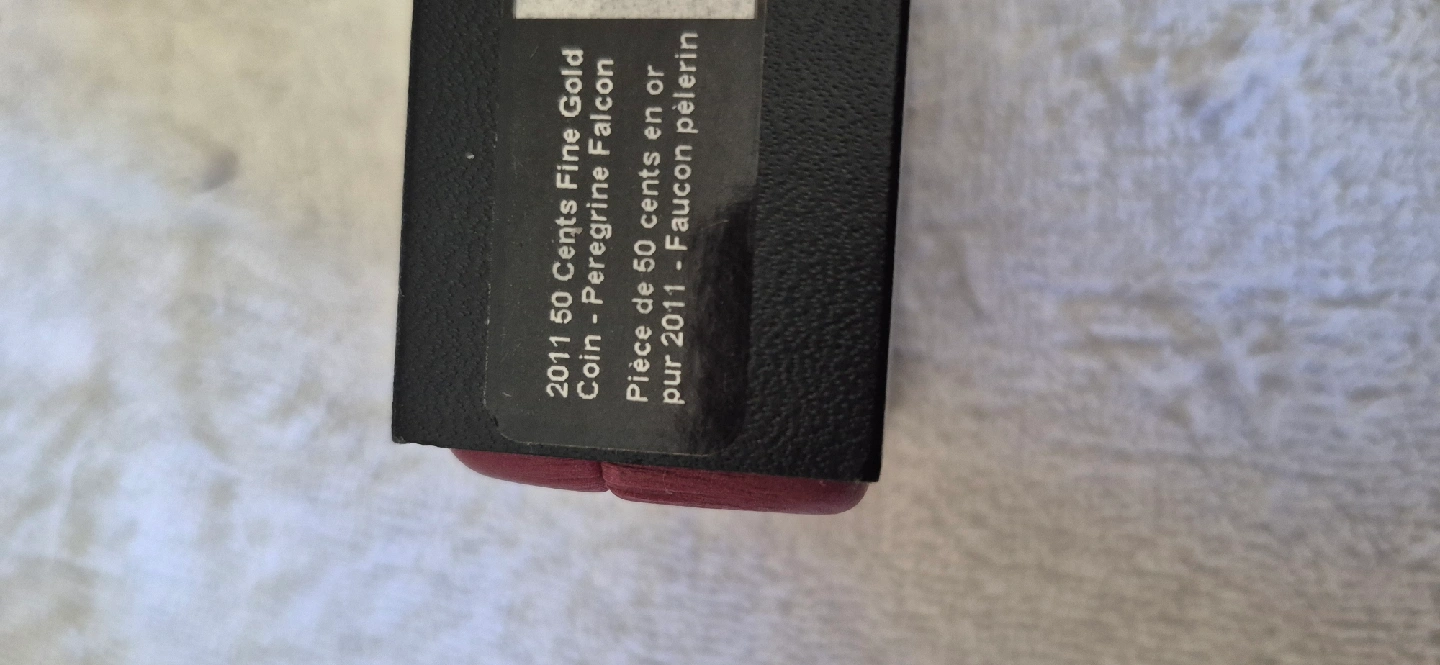 2011 50 Cents Fine Gold
Coin - Peregrine Falcon
Pièce de 50 cents en or
pur 2011 - Faucon pèlerin